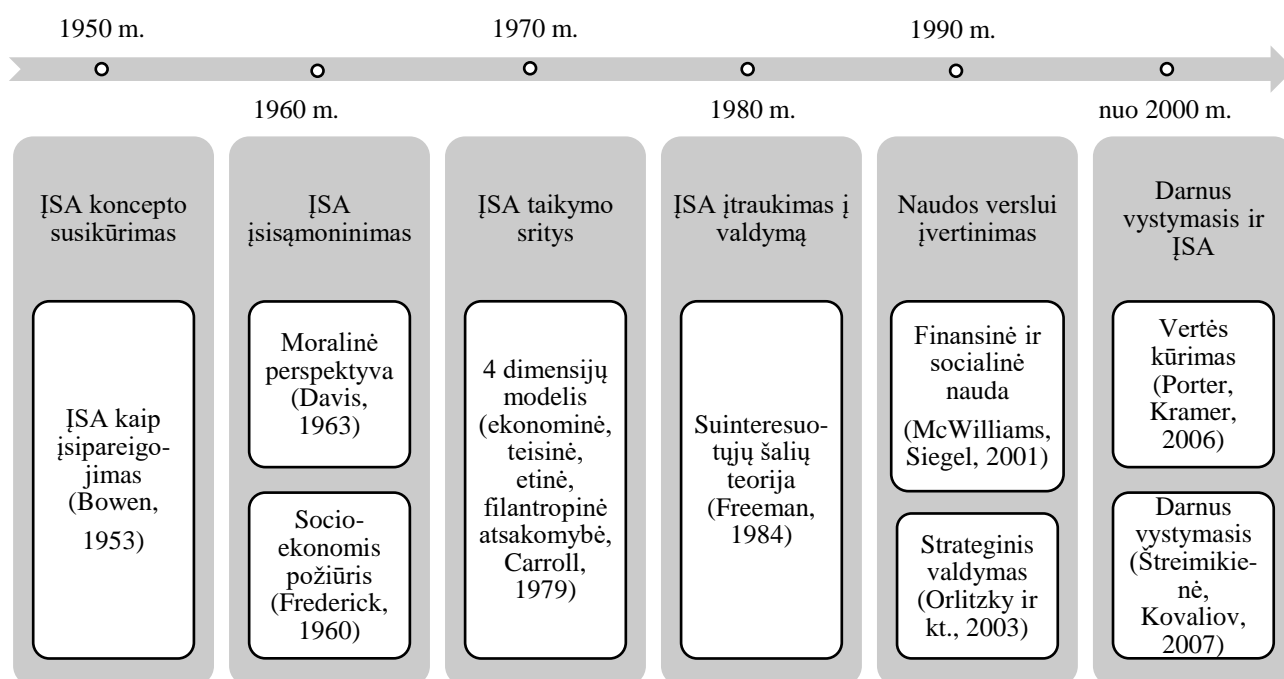 1950 m.
1970 m.
1990 m.
1960 m.
1980 m.
nuo 2000 m.
ĮSA koncepto
susikūrimas
ĮSA kaip
įsipareigo-
jimas
(Bowen,
1953)
ĮSA
įsisąmoninimas
Moralinė
perspektyva
(Davis,
1963)
Socio-
ekonomis
požiūris
(Frederick,
1960)
ĮSA taikymo
sritys
4 dimensijų
modelis
(ekonominė,
teisinė,
etinė,
filantropinė
atsakomybė,
Carroll,
1979)
ĮSA įtraukimas į
valdymą
Suinteresuo-
tųjų šalių
teorija
(Freeman,
1984)
Naudos verslui
įvertinimas
Finansinė ir
socialinė
nauda
(McWilliams,
Siegel, 2001)
Strateginis
valdymas
(Orlitzky ir
kt., 2003)
Darnus
vystymasis ir
ĮSA
Vertės
kūrimas
(Porter,
Kramer,
2006)
Darnus
vystymasis
(Štreimikie-
nė,
Kovaliov,
2007)